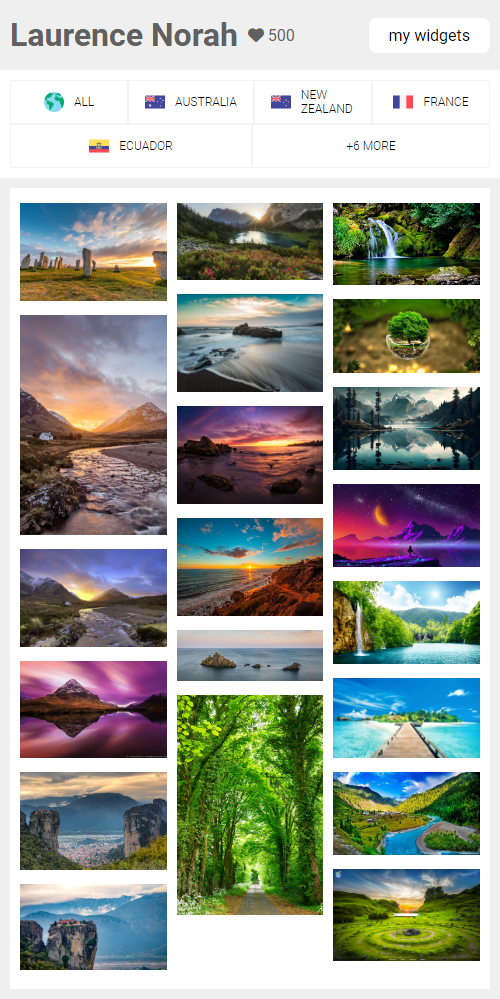 Laurence Norah 500
my widgets
ALL
AUSTRALIA
NEW
ZEALAND
FRANCE
ECUADOR
+6 MORE